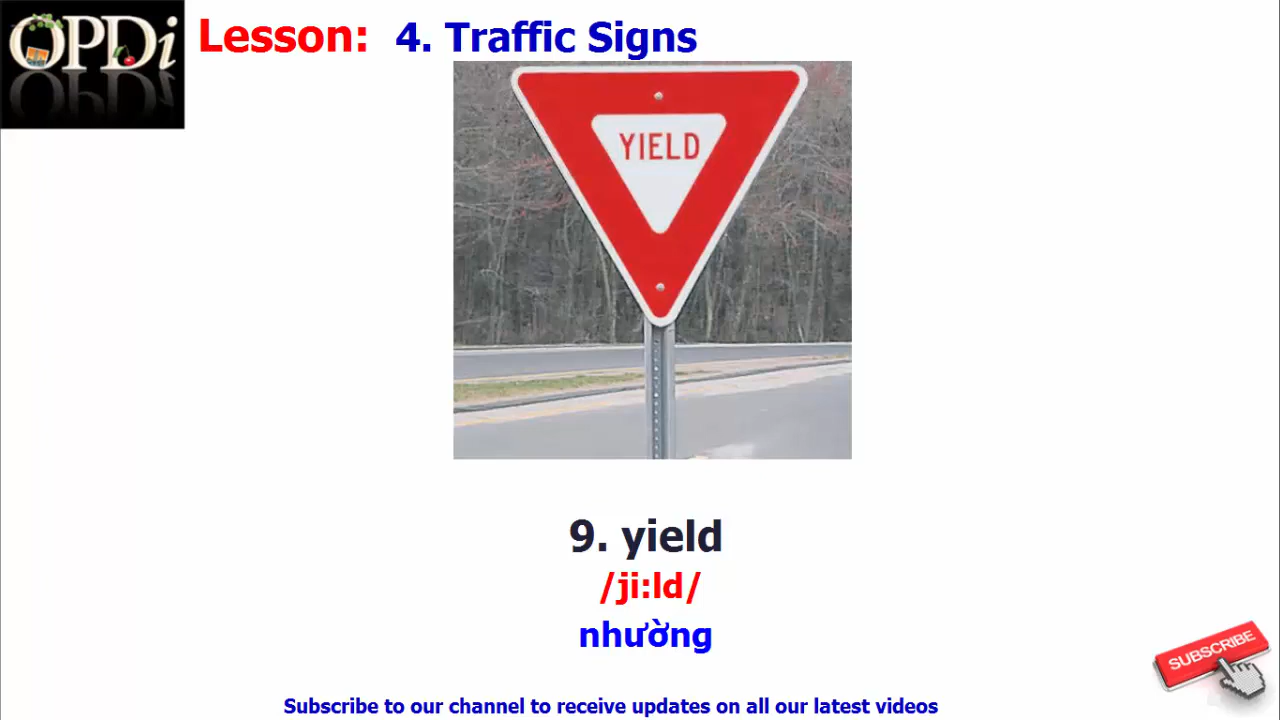 OPDi
Lesson: 4. Traffic Signs
YIELD
9. yield
/ji:ld/
nhường
SUBSCRIBE
Subscribe to our channel to receive updates on all our latest videos